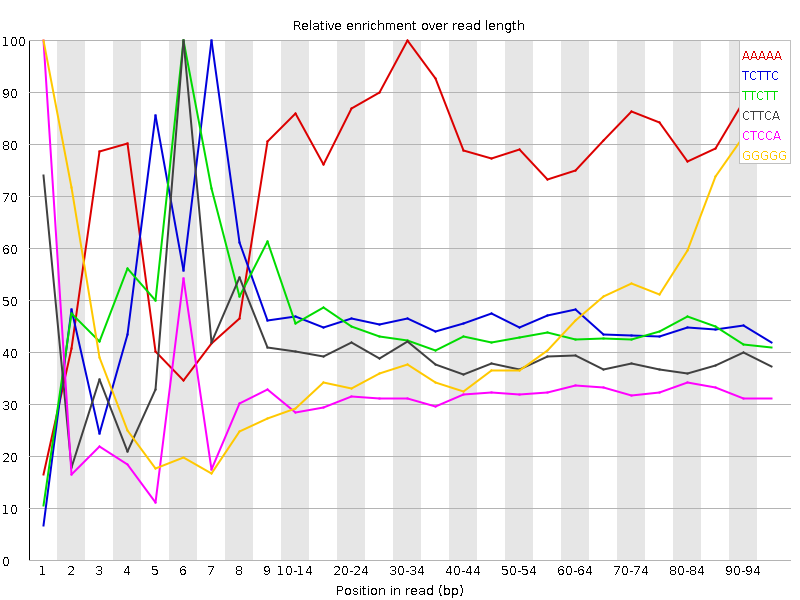 Relative enrichment over read length
100
90
80
70
60
50
40
30
20
10
0
AAAAA
TCTTC
TTCTT
CTTCA
CTCCA
GGGGG
1 2 3 4 5 6 7 8 9 10-14 20-24 30-34 40-44 50-54 60-64 70-74 80-84 90-94
Position in read (bp)